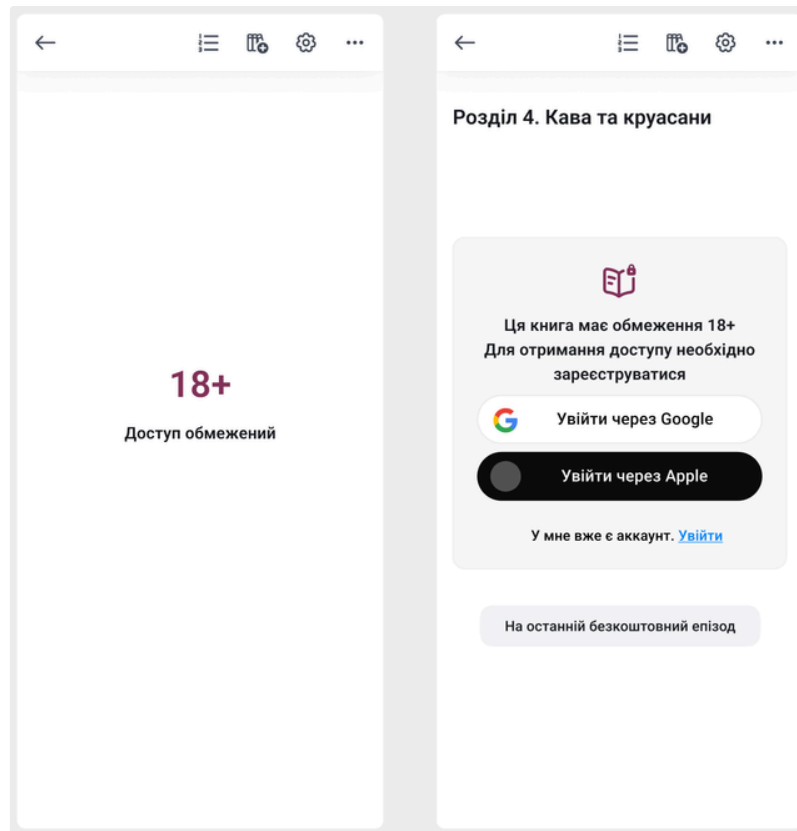 18+
Доступ обмежений
Розділ 4. Кава та круасани
Ця книга має обмеження 18+
Для отримання доступу необхідно
зареєструватися
Увійти через Google
Увійти через Apple
У мне вже є аккаунт. Увійти
На останній безкоштовний епізод